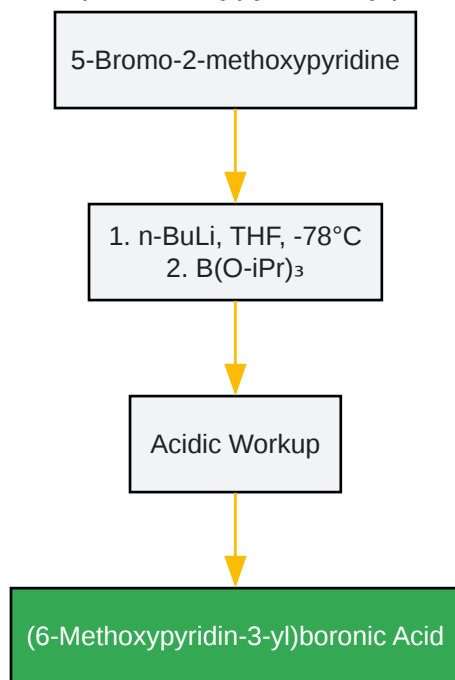 5-Bromo-2-methoxypyridine
1. n-BuLi, THF, -78°C
2. B(O-iPr)₃
Acidic Workup
(6-Methoxypyridin-3-yl)boronic Acid